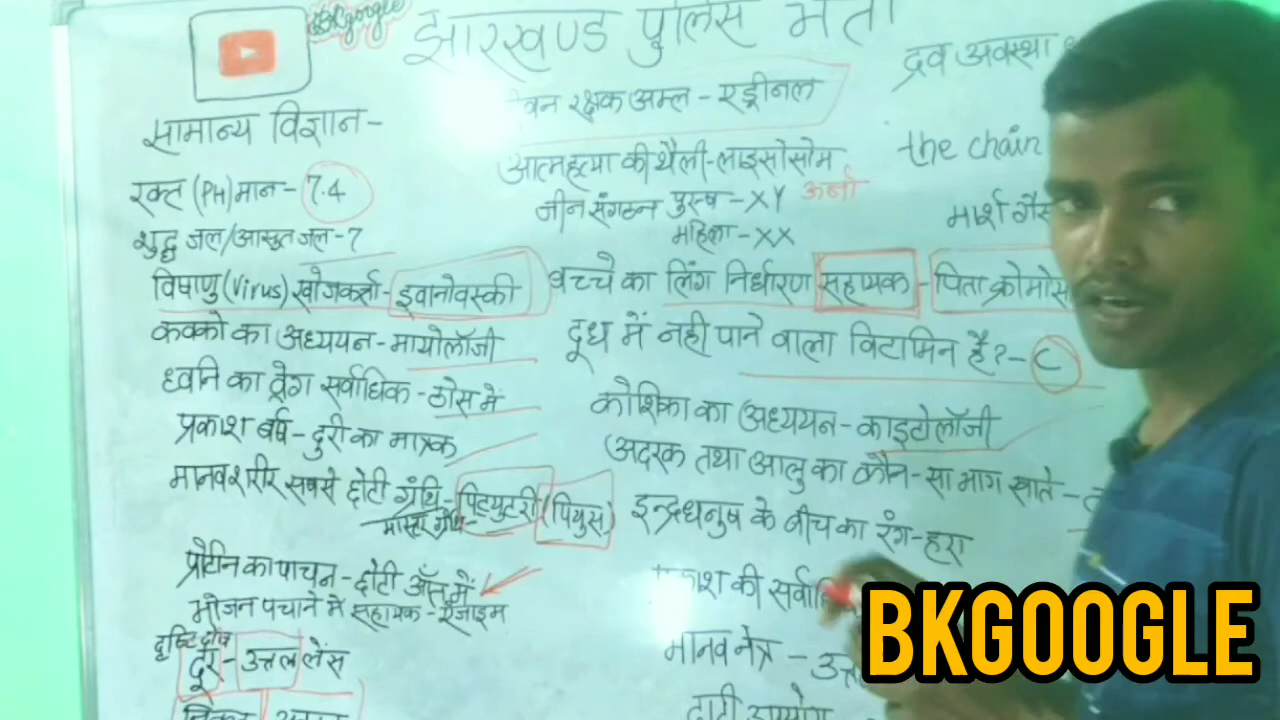 BKgoogle
झारखण्ड पुलिस
सामान्य विज्ञान-
रक्त (PH)मान- 7.4
शुद्ध जल/आसुत जल-7
विषाणु(Virus)खोजकर्ता- इवानोवस्की
कवको का अध्ययन-मायोलॉजी
ध्वनि का वेग सर्वाधिक-ठोस में
प्रकाश बर्ष-दुरी का मात्रक
मानव शरीर सबसे छोटी ग्रंथि-पिट्युटरी(पियुस)
मास्टर ग्रंथि-
प्रोटीन का पाचन-छोटी आँत में
भोजन पचाने में सहायक-एंजाइम
दृष्टि दोष
दूर-उत्तल लेंस
रक्षक अम्ल-एड्रीनल
आत्महत्या की थैली-लाइसोसोम
जीन संगठन पुरुष-XY ऊर्जा
महिला-XX
बच्चे का लिंग निर्धारण सहायक-पिता क्रोमोस
दूध में नही पाने वाला विटामिन है?-C
कोशिका का अध्ययन-काइटोलॉजी
अदरक तथा आलु का कौन-सा भाग खाते-
इन्द्रधनुष के बीच का रंग-हरा
की
मानव नेत्र-
द्रव अवस्था
the chain
मार्श गैस
BKGOOGLE